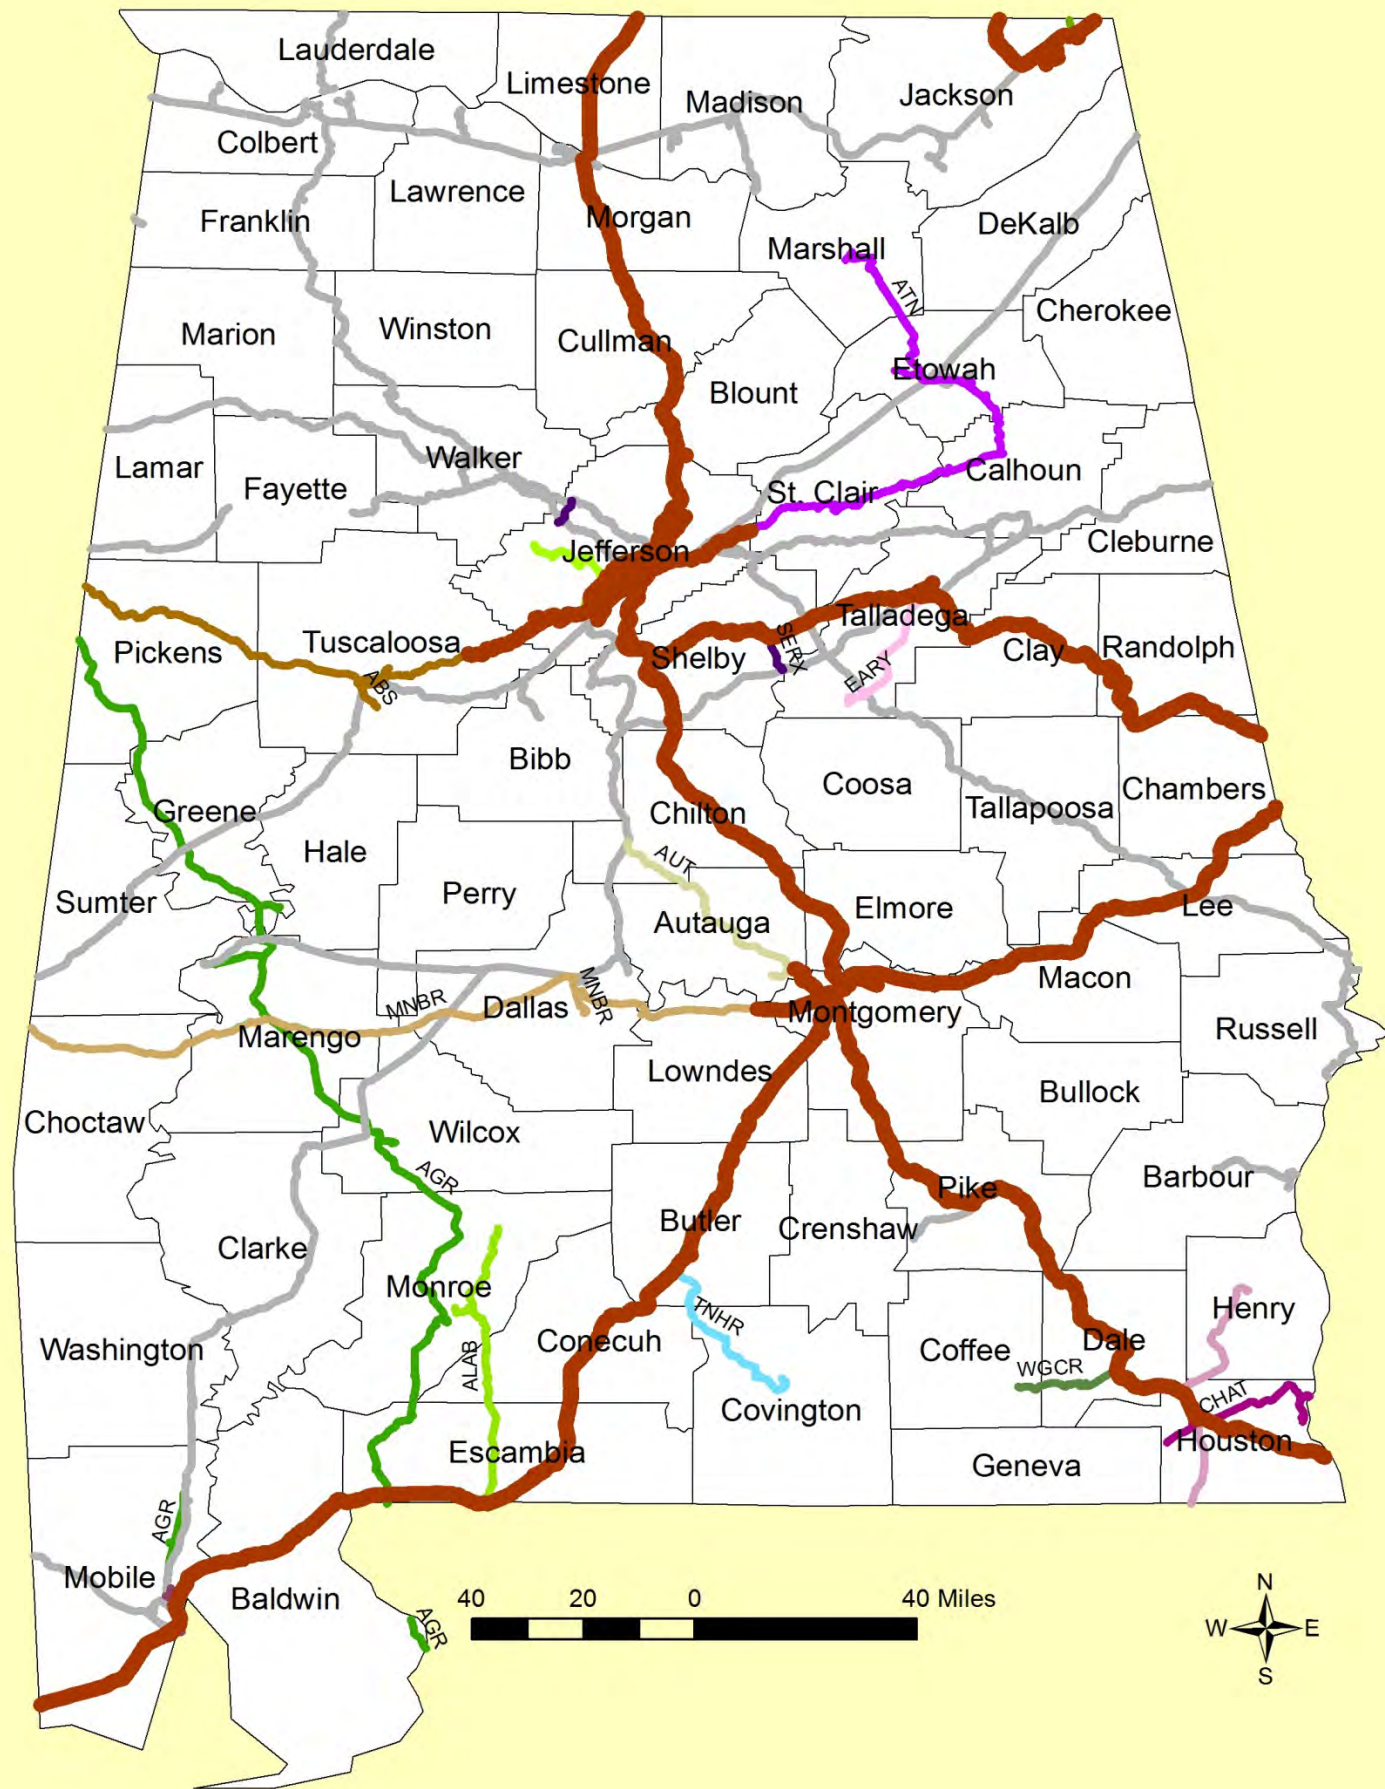 Lauderdale
Limestone
Madison
Jackson
Colbert
Lawrence
Franklin
Morgan
DeKalb
Marshall
ATN
Cherokee
Marion
Winston
Cullman
Etowah
Blount
Lamar
Walker
Fayette
St. Clair
Calhoun
Jefferson
Cleburne
Talladega
Pickens
Tuscaloosa
Shelby
SERX
Clay
Randolph
EARY
ABS
Bibb
Coosa
Chambers
Greene
Chilton
Tallapoosa
Hale
AUT
Perry
Sumter
Autauga
Elmore
Lee
Macon
MNBR
MNBR
Dallas
Montgomery
Marengo
Russell
Lowndes
Bullock
Choctaw
Wilcox
AGR
Barbour
Pike
Butler
Crenshaw
Clarke
Monroe
TNHR
Henry
Washington
ALAB
Conecuh
Coffee
Dale
WGCR
CHAT
Covington
Escambia
Houston
Geneva
AGR
Mobile
Baldwin
AGR
40 20 0 40 Miles
N
W E
S